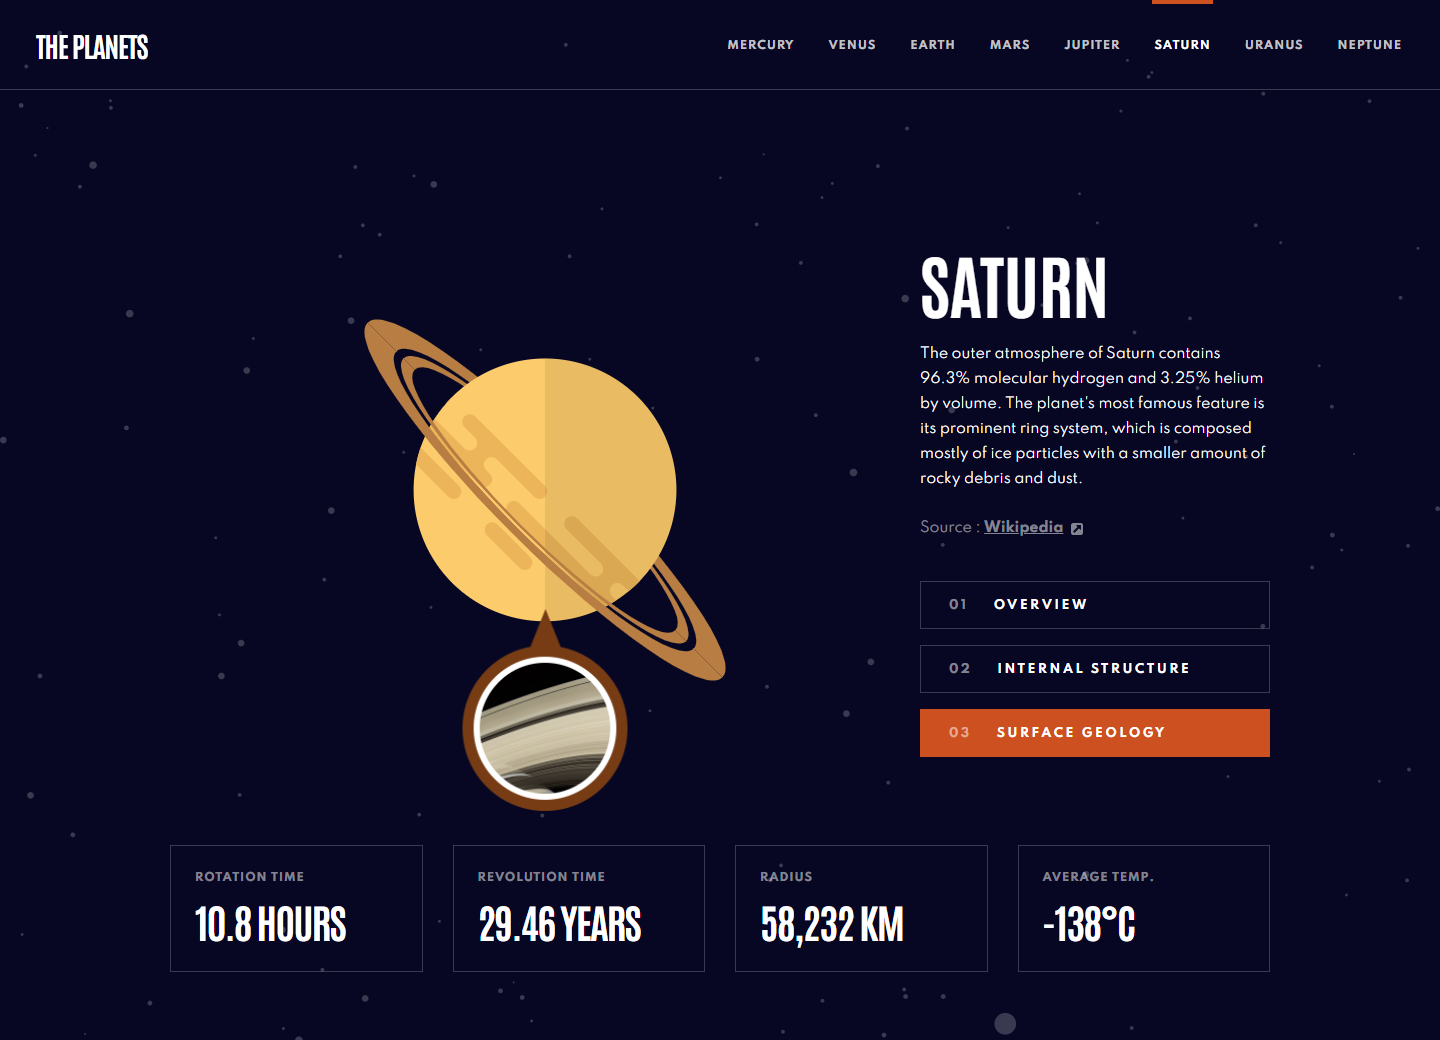 THE PLANETS
MERCURY VENUS EARTH MARS JUPITER SATURN URANUS NEPTUNE
SATURN
The outer atmosphere of Saturn contains
96.3% molecular hydrogen and 3.25% helium
by volume. The planet's most famous feature is
its prominent ring system, which is composed
mostly of ice particles with a smaller amount of
rocky debris and dust.
Source : Wikipedia
01 OVERVIEW
02 INTERNAL STRUCTURE
03 SURFACE GEOLOGY
ROTATION TIME
10.8 HOURS
REVOLUTION TIME
29.46 YEARS
RADIUS
58,232 KM
AVERAGE TEMP.
-138°C